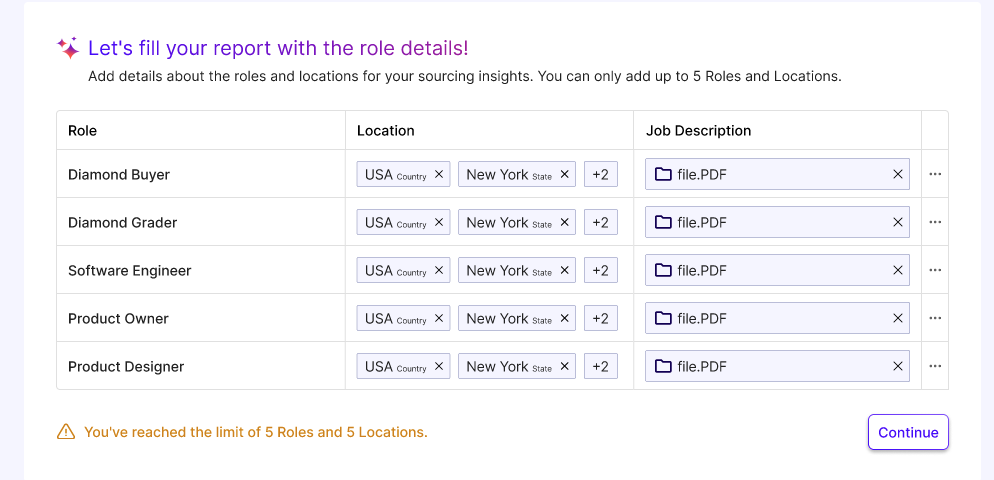 Let's fill your report with the role details!
Add details about the roles and locations for your sourcing insights. You can only add up to 5 Roles and Locations.
Role Location Job Description
Diamond Buyer USA Country × New York State × +2 file.PDF × ...
Diamond Grader USA Country × New York State × +2 file.PDF × ...
Software Engineer USA Country × New York State × +2 file.PDF × ...
Product Owner USA Country × New York State × +2 file.PDF × ...
Product Designer USA Country × New York State × +2 file.PDF × ...
You've reached the limit of 5 Roles and 5 Locations. Continue